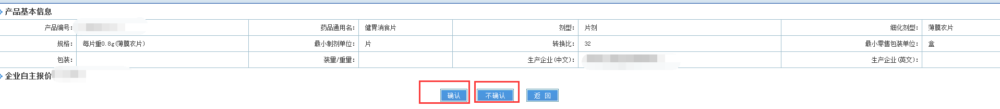 产品基本信息
产品编号: 药品通用名: 健胃消食片 剂型: 片剂 细化剂型: 薄膜衣片
规格: 每片重0.8g(薄膜衣片) 最小制剂单位: 片 转换比: 32 最小零售包装单位: 盒
包装: 装量/重量: 生产企业(中文): 生产企业(英文):
企业自主报价
确认 不确认 返 回